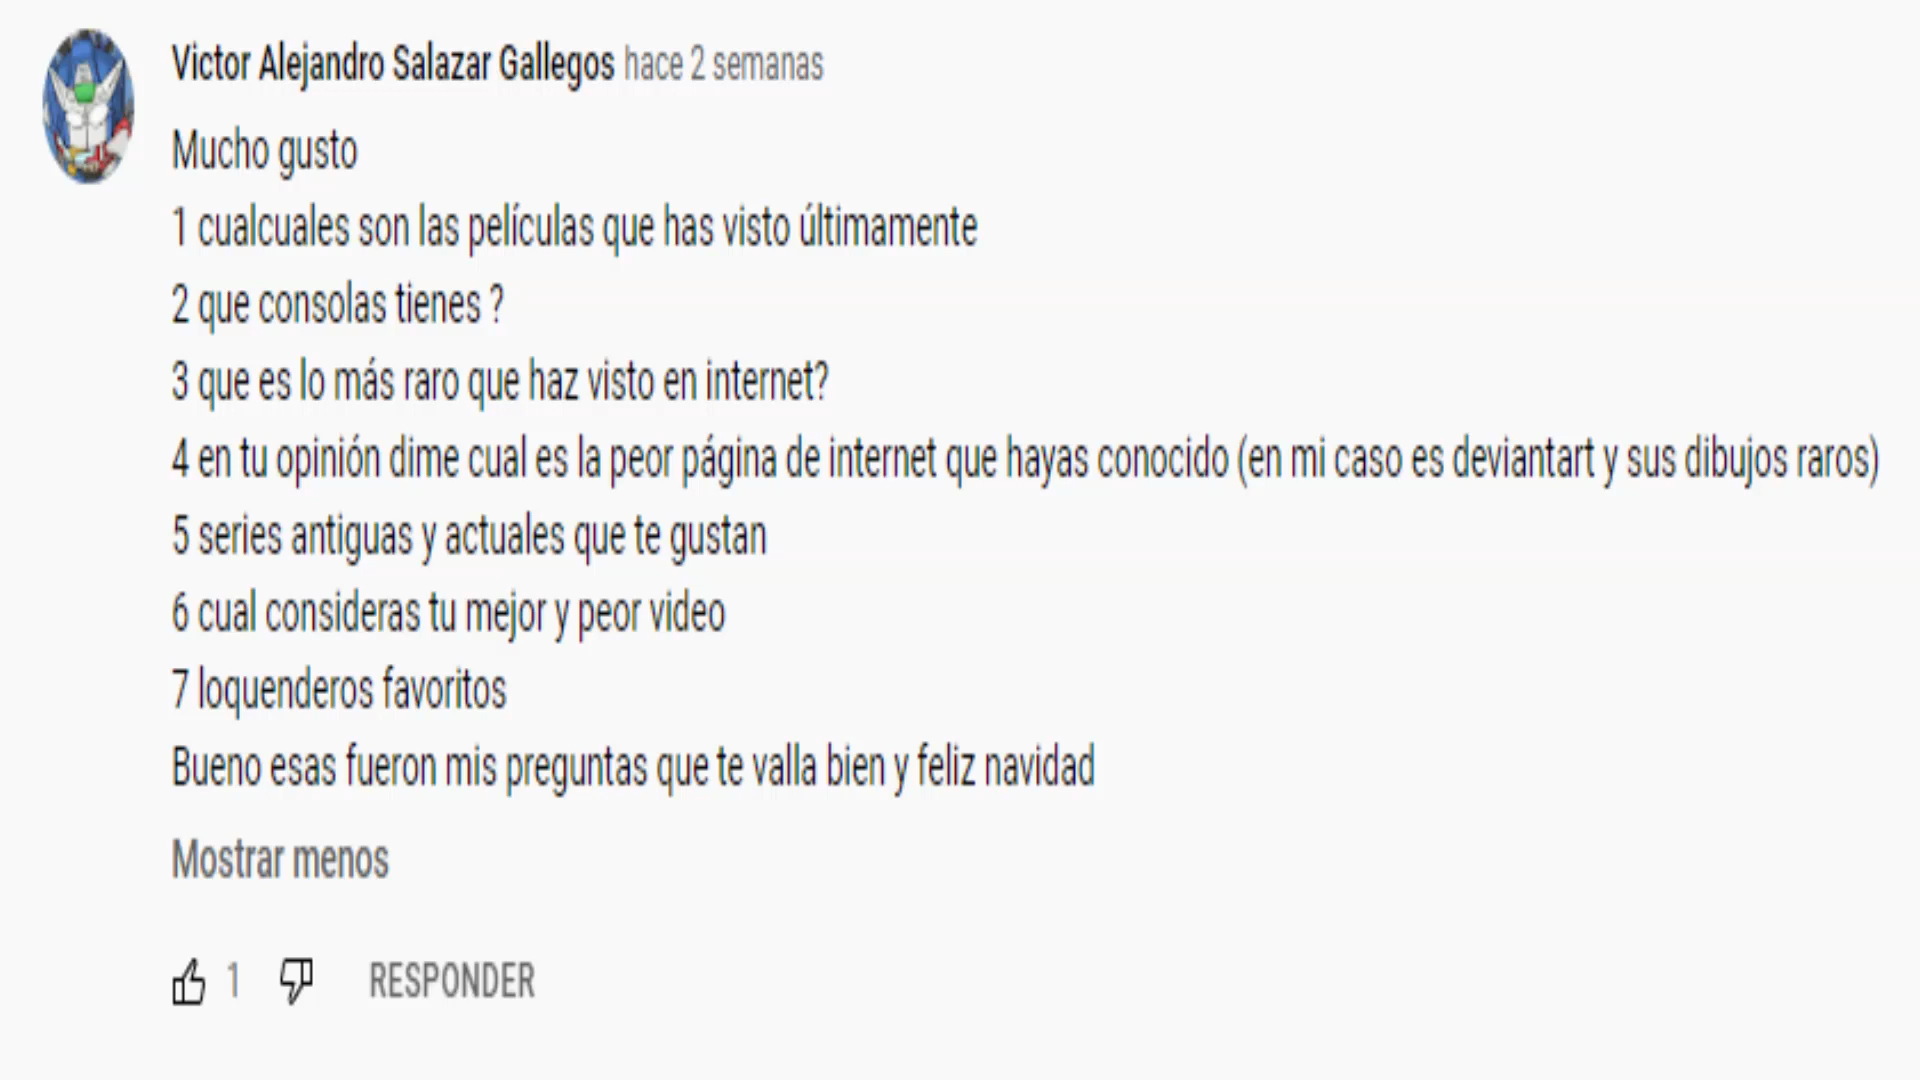 Victor Alejandro Salazar Gallegos hace 2 semanas
Mucho gusto
1 cualcuales son las películas que has visto últimamente
2 que consolas tienes ?
3 que es lo más raro que haz visto en internet?
4 en tu opinión dime cual es la peor página de internet que hayas conocido (en mi caso es deviantart y sus dibujos raros)
5 series antiguas y actuales que te gustan
6 cual consideras tu mejor y peor video
7 loquenderos favoritos
Bueno esas fueron mis preguntas que te valla bien y feliz navidad
Mostrar menos
1 RESPONDER